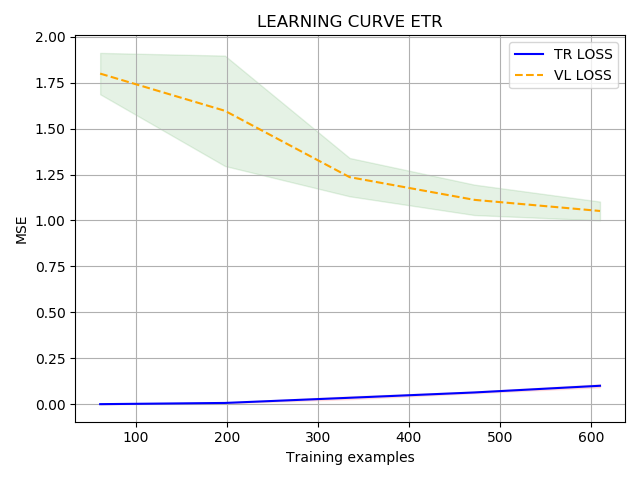 LEARNING CURVE ETR
TR LOSS
VL LOSS
MSE
2.00
1.75
1.50
1.25
1.00
0.75
0.50
0.25
0.00
100 200 300 400 500 600
Training examples